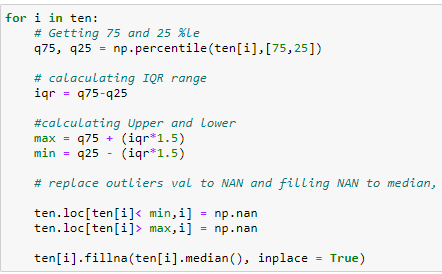 for i in ten:
# Getting 75 and 25 %le
q75, q25 = np.percentile(ten[i],[75,25])
# calaculating IQR range
iqr = q75-q25
#calculating Upper and lower
max = q75 + (iqr*1.5)
min = q25 - (iqr*1.5)
# replace outliers val to NAN and filling NAN to median,
ten.loc[ten[i]< min,i] = np.nan
ten.loc[ten[i]> max,i] = np.nan
ten[i].fillna(ten[i].median(), inplace = True)